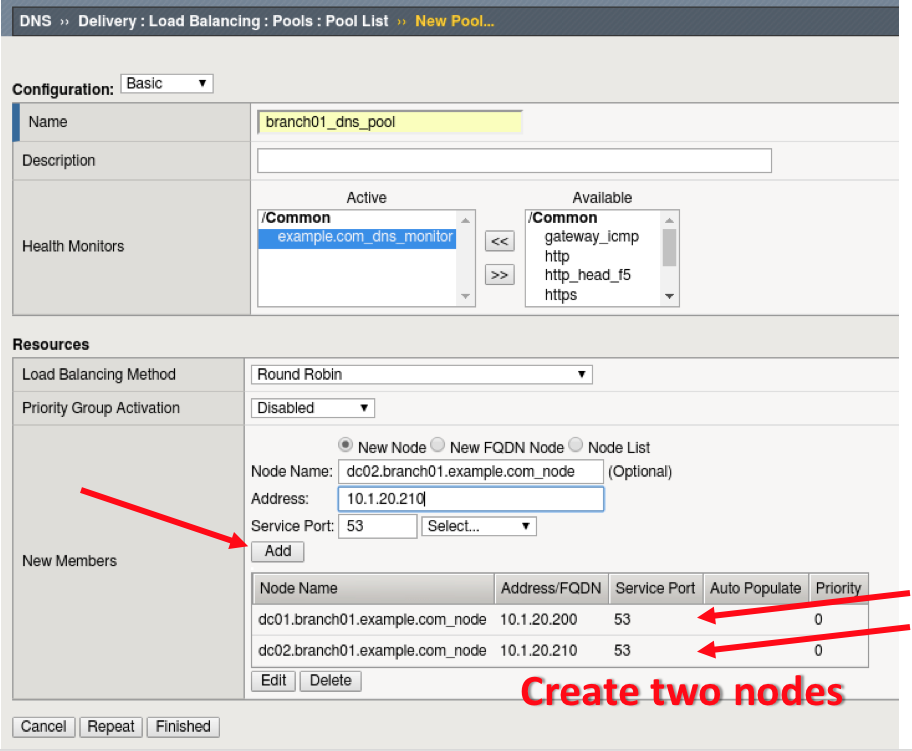 DNS ›› Delivery : Load Balancing : Pools : Pool List ›› New Pool...
Configuration: Basic
Name branch01_dns_pool
Description
Active Available
/Common /Common
example.com_dns_monitor gateway_icmp
Health Monitors << http
>> http_head_f5
https
Resources
Load Balancing Method Round Robin
Priority Group Activation Disabled
New Node New FQDN Node Node List
Node Name: dc02.branch01.example.com_node (Optional)
Address: 10.1.20.210
Service Port: 53 Select...
Add
New Members
Node Name Address/FQDN Service Port Auto Populate Priority
dc01.branch01.example.com_node 10.1.20.200 53 0
dc02.branch01.example.com_node 10.1.20.210 53 0
Edit Delete
Create two nodes
Cancel Repeat Finished